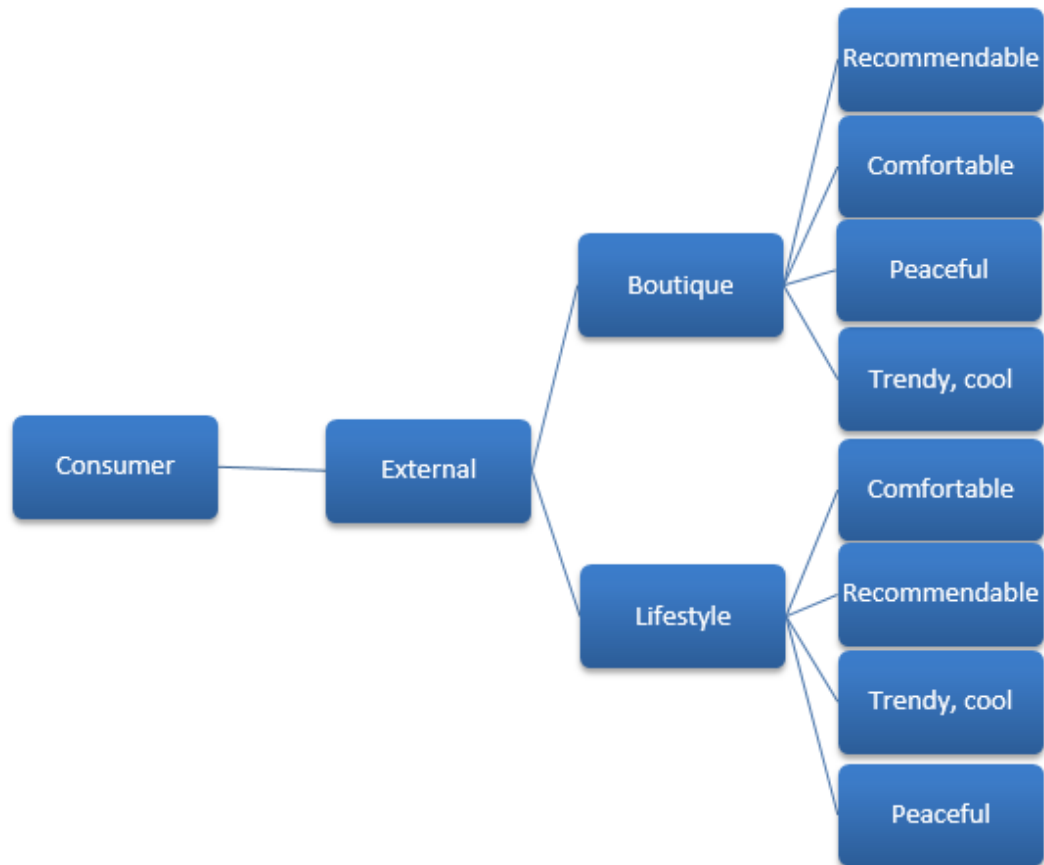 Consumer
External
Boutique
Recommendable
Comfortable
Peaceful
Trendy, cool
Lifestyle
Comfortable
Recommendable
Trendy, cool
Peaceful